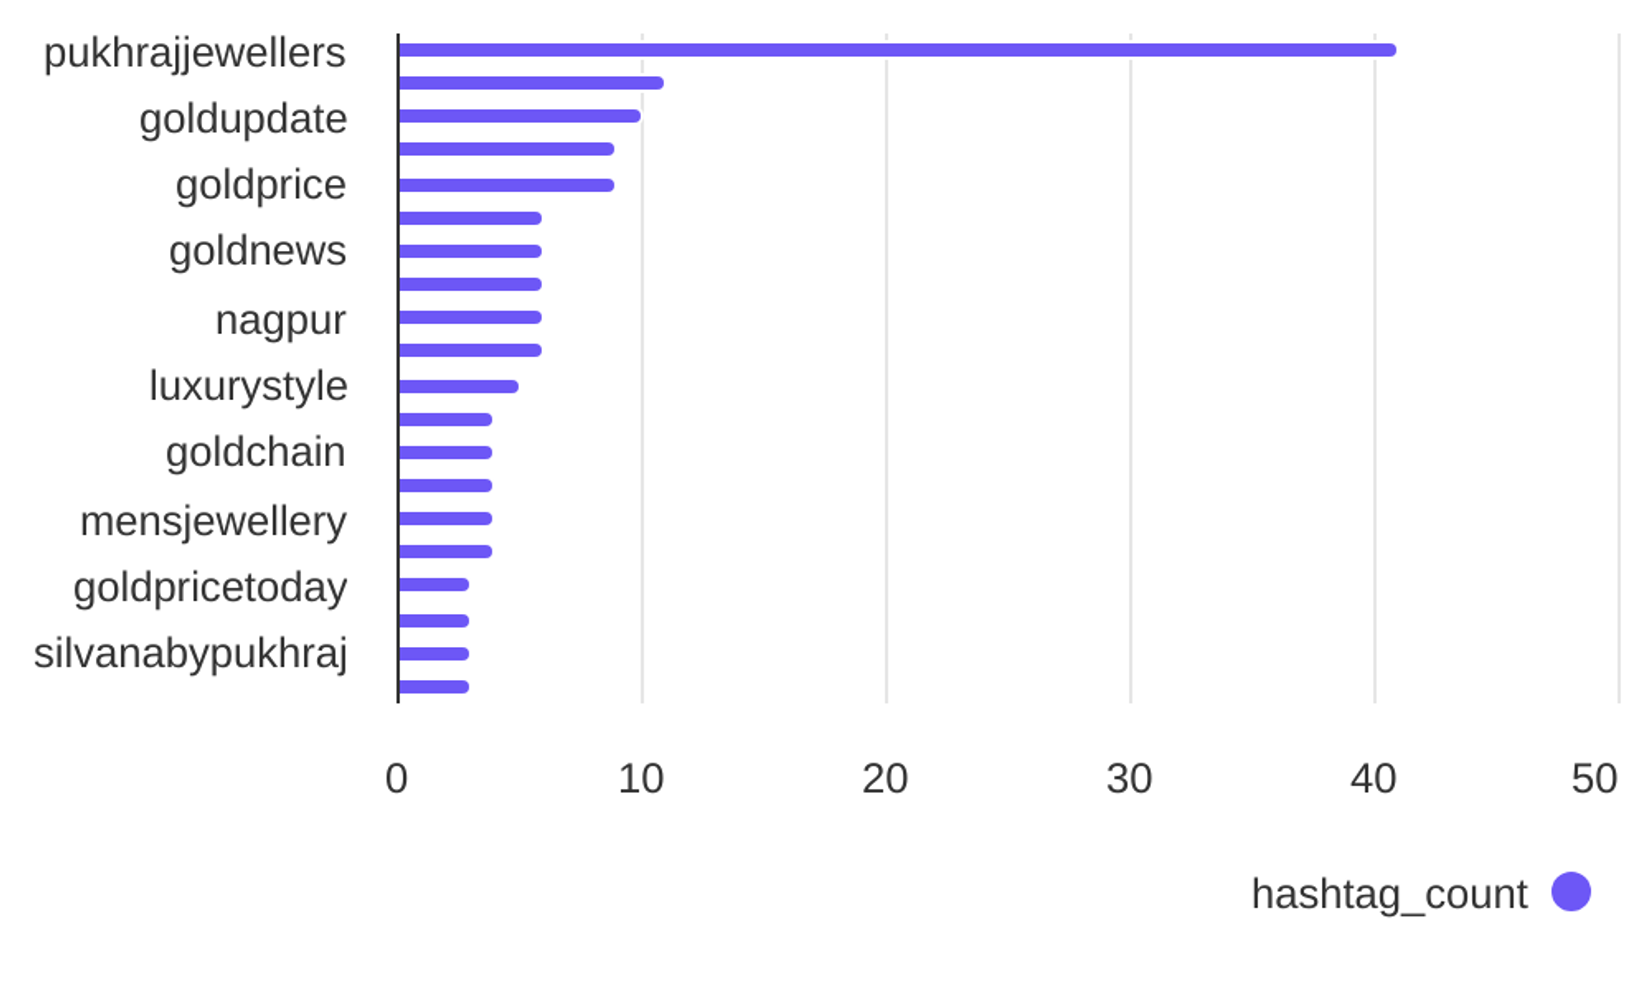 pukhrajjewellers
goldupdate
goldprice
goldnews
nagpur
luxurystyle
goldchain
mensjewellery
goldpricetoday
silvanabypukhraj
0 10 20 30 40 50
hashtag_count